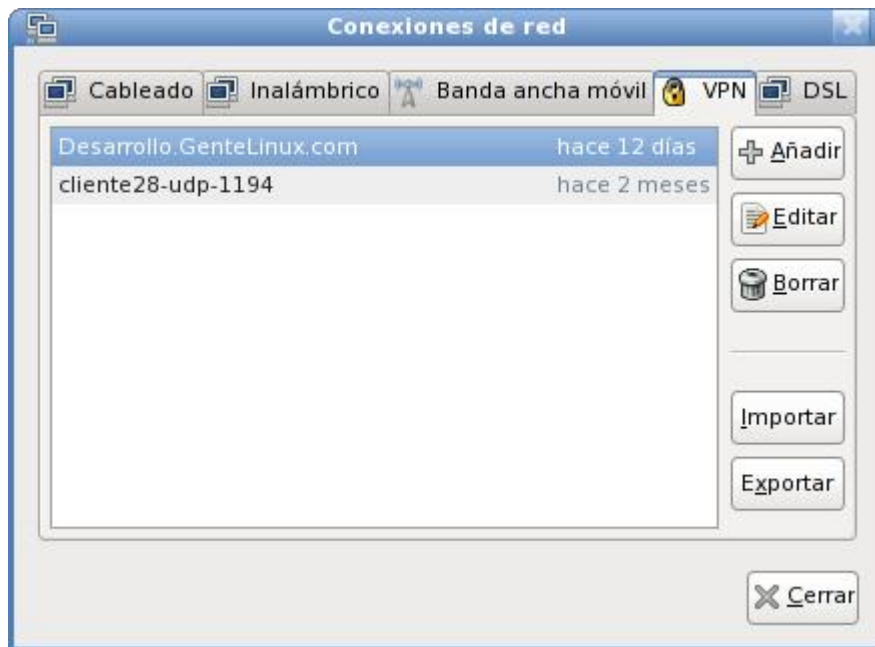 Conexiones de red
Cableado Inalámbrico Banda ancha móvil VPN DSL
Desarrollo.GenteLinux.com hace 12 días
cliente28-udp-1194 hace 2 meses
Añadir
Editar
Borrar
Importar
Exportar
Cerrar